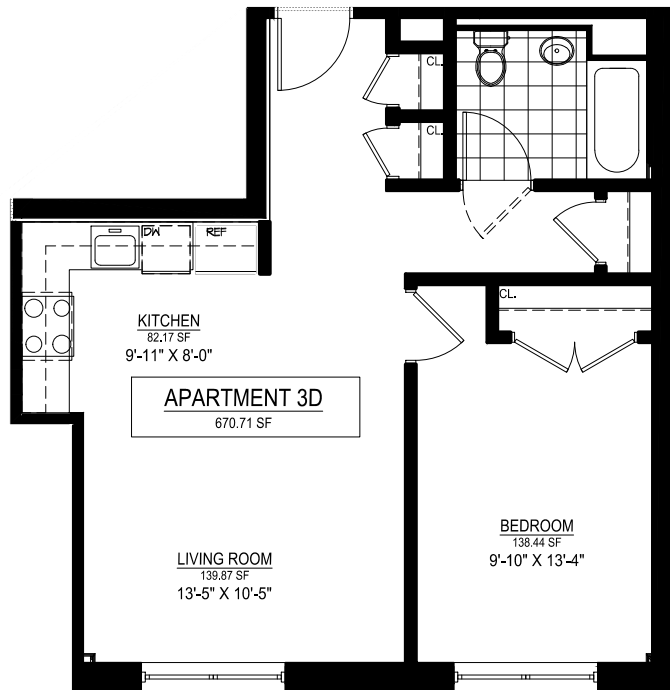 CL.
CL.
DW
REF
CL.
KITCHEN
82.17 SF
9'-11" X 8'-0"
APARTMENT 3D
670.71 SF
BEDROOM
138.44 SF
9'-10" X 13'-4"
LIVING ROOM
139.87 SF
13'-5" X 10'-5"